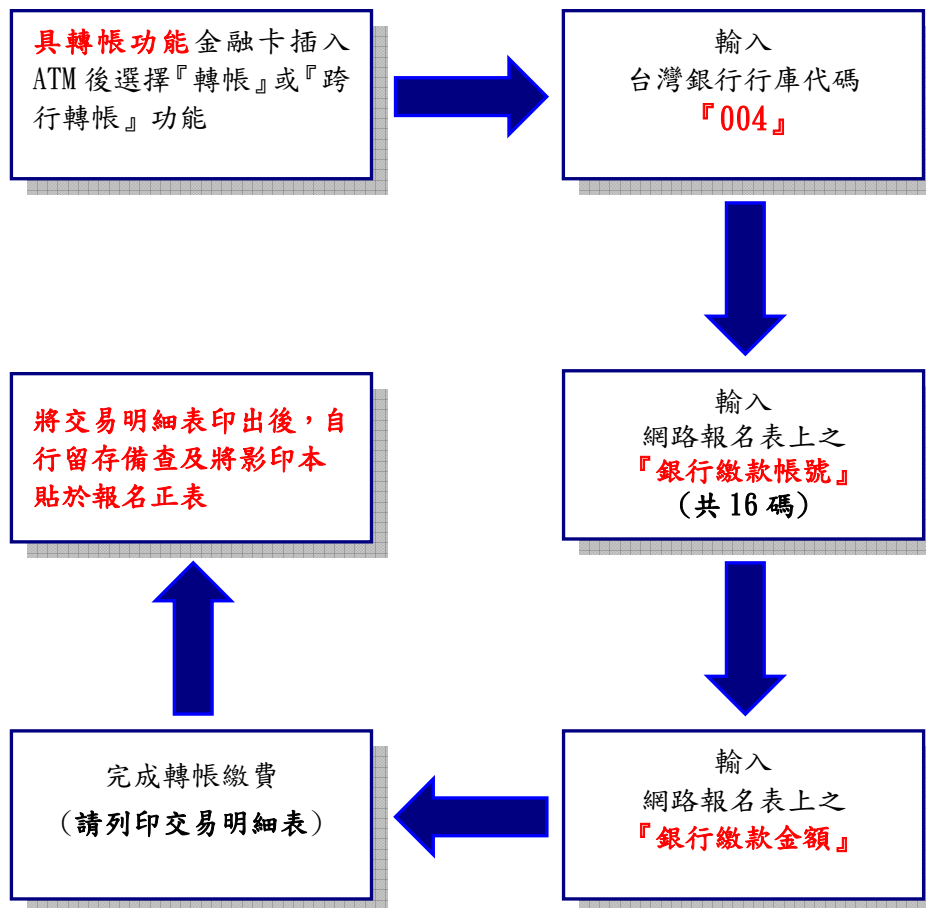 具轉帳功能金融卡插入
ATM 後選擇『轉帳』或『跨
行轉帳』功能
輸入
台灣銀行行庫代碼
『004』
輸入
網路報名表上之
『銀行繳款帳號』
(共 16 碼)
輸入
網路報名表上之
『銀行繳款金額』
完成轉帳繳費
(請列印交易明細表)
將交易明細表印出後，自
行留存備查及將影印本
貼於報名正表